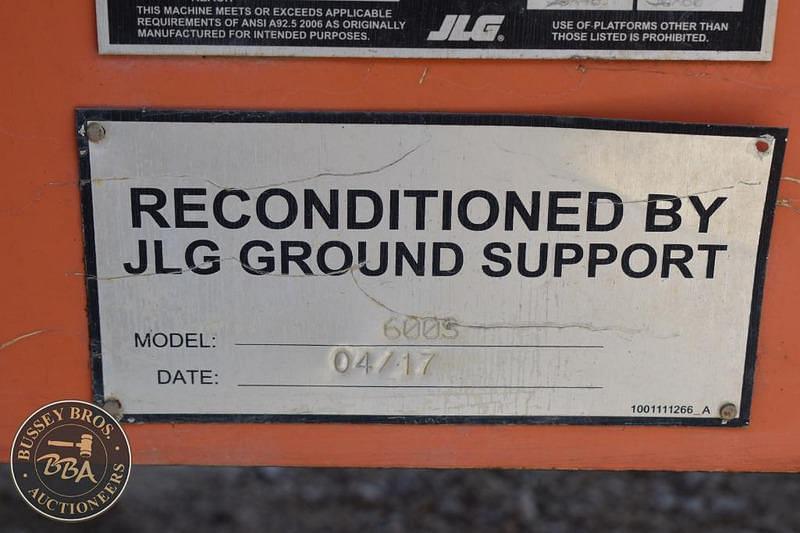 THIS MACHINE MEETS OR EXCEEDS APPLICABLE
REQUIREMENTS OF ANSI A92.5 2006 AS ORIGINALLY
MANUFACTURED FOR INTENDED PURPOSES.
JLG®
USE OF PLATFORMS OTHER THAN
THOSE LISTED IS PROHIBITED.
RECONDITIONED BY
JLG GROUND SUPPORT
MODEL: 600S
DATE: 04/17
1001111266_A
BUSSEY BROS.
BBA
AUCTIONEERS